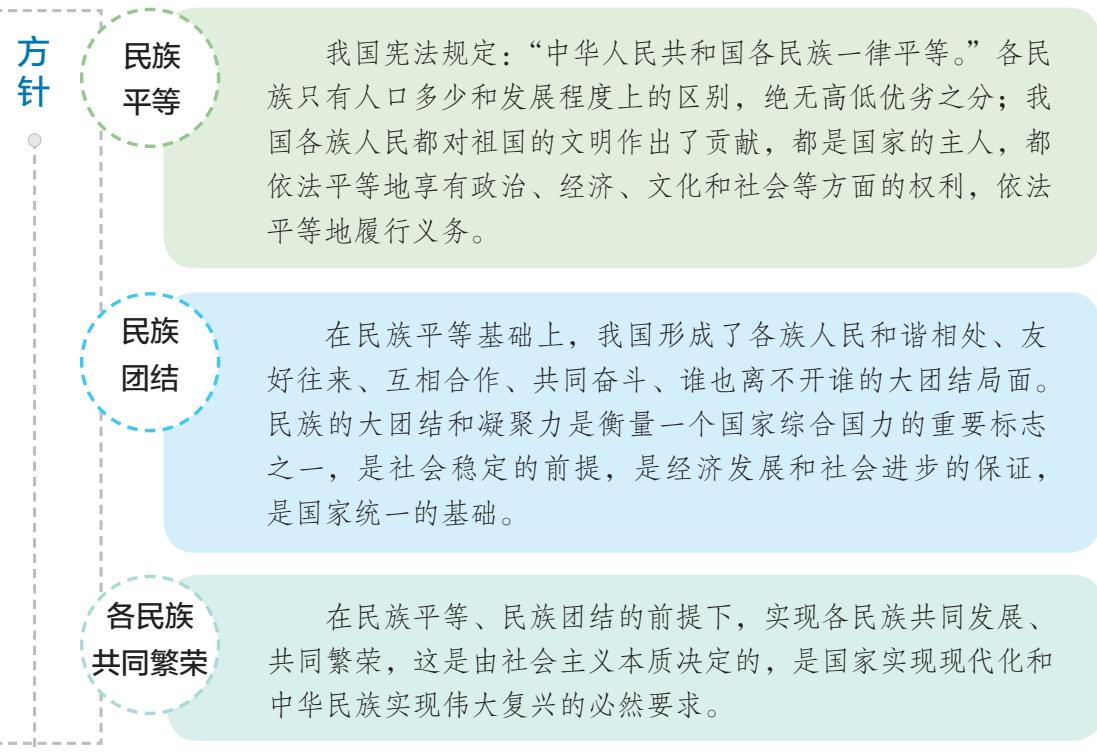 方针
民族
平等
我国宪法规定：“中华人民共和国各民族一律平等。”各民
族只有人口多少和发展程度上的区别，绝无高低优劣之分；我
国各族人民都对祖国的文明作出了贡献，都是国家的主人，都
依法平等地享有政治、经济、文化和社会等方面的权利，依法
平等地履行义务。
民族
团结
在民族平等基础上，我国形成了各族人民和谐相处、友
好往来、互相合作、共同奋斗、谁也离不开谁的大团结局面。
民族的大团结和凝聚力是衡量一个国家综合国力的重要标志
之一，是社会稳定的前提，是经济发展和社会进步的保证，
是国家统一的基础。
各民族
共同繁荣
在民族平等、民族团结的前提下，实现各民族共同发展、
共同繁荣，这是由社会主义本质决定的，是国家实现现代化和
中华民族实现伟大复兴的必然要求。